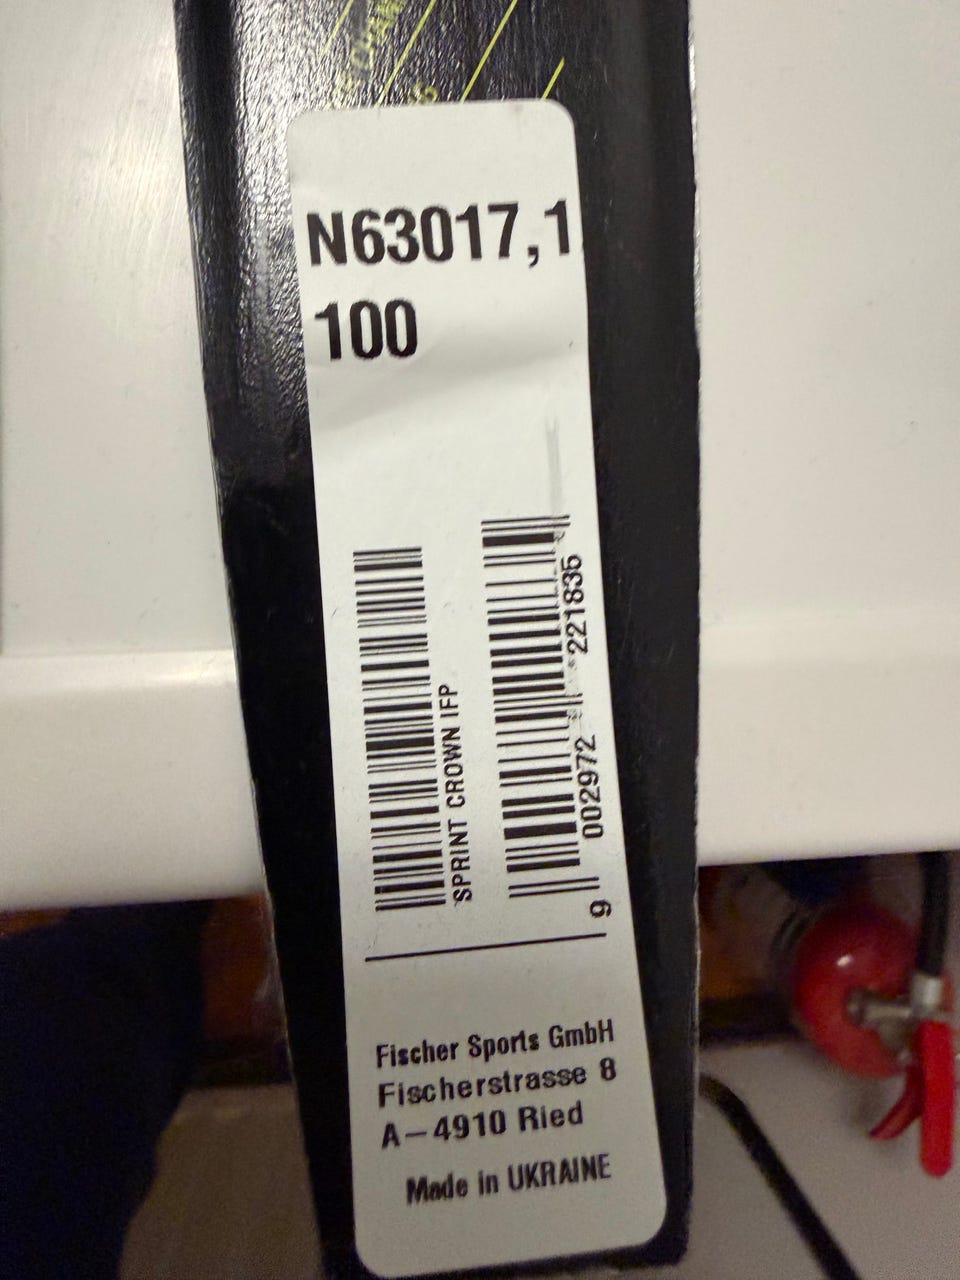 N63017,1
100
SPRINT CROWN IFP
9 002972 221835
Fischer Sports GmbH
Fischerstrasse 8
A-4910 Ried
Made in UKRAINE